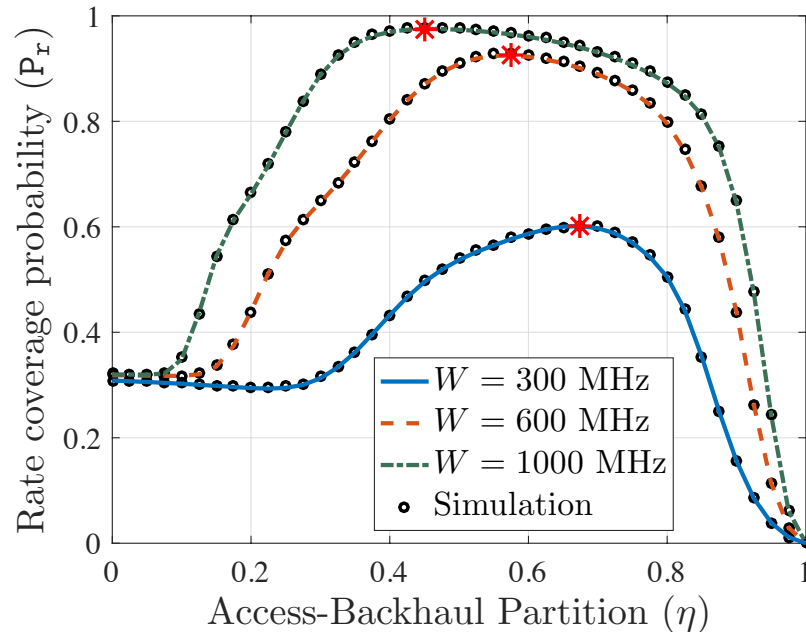 Rate coverage probability (P_r)
1
0.8
0.6
0.4
0.2
0
0 0.2 0.4 0.6 0.8 1
Access-Backhaul Partition (η)
W = 300 MHz
W = 600 MHz
W = 1000 MHz
Simulation